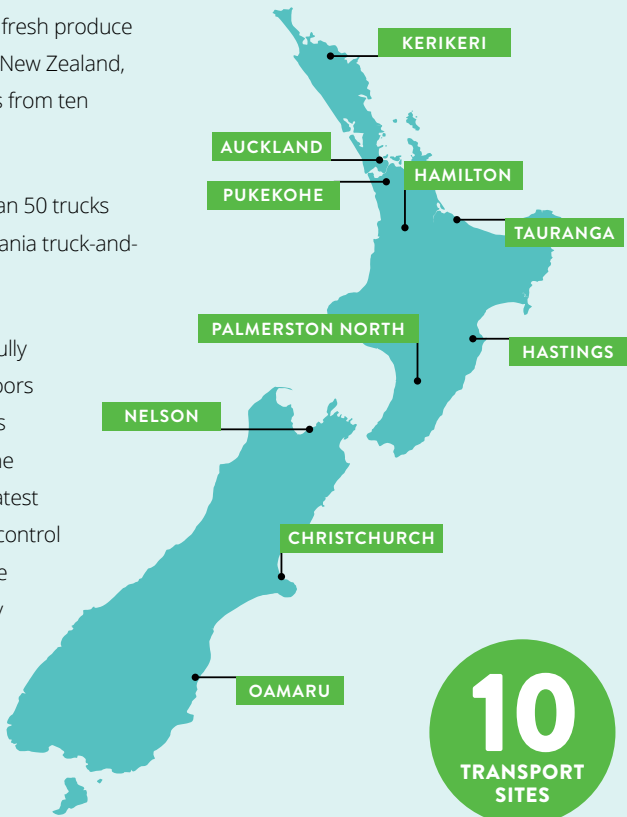 fresh produce
New Zealand,
s from ten
an 50 trucks
ania truck-and-
ully
oors
s
ne
atest
control
e
y
KERIKERI
AUCKLAND
HAMILTON
PUKEKOHE
TAURANGA
PALMERSTON NORTH
HASTINGS
NELSON
CHRISTCHURCH
OAMARU
10
TRANSPORT
SITES